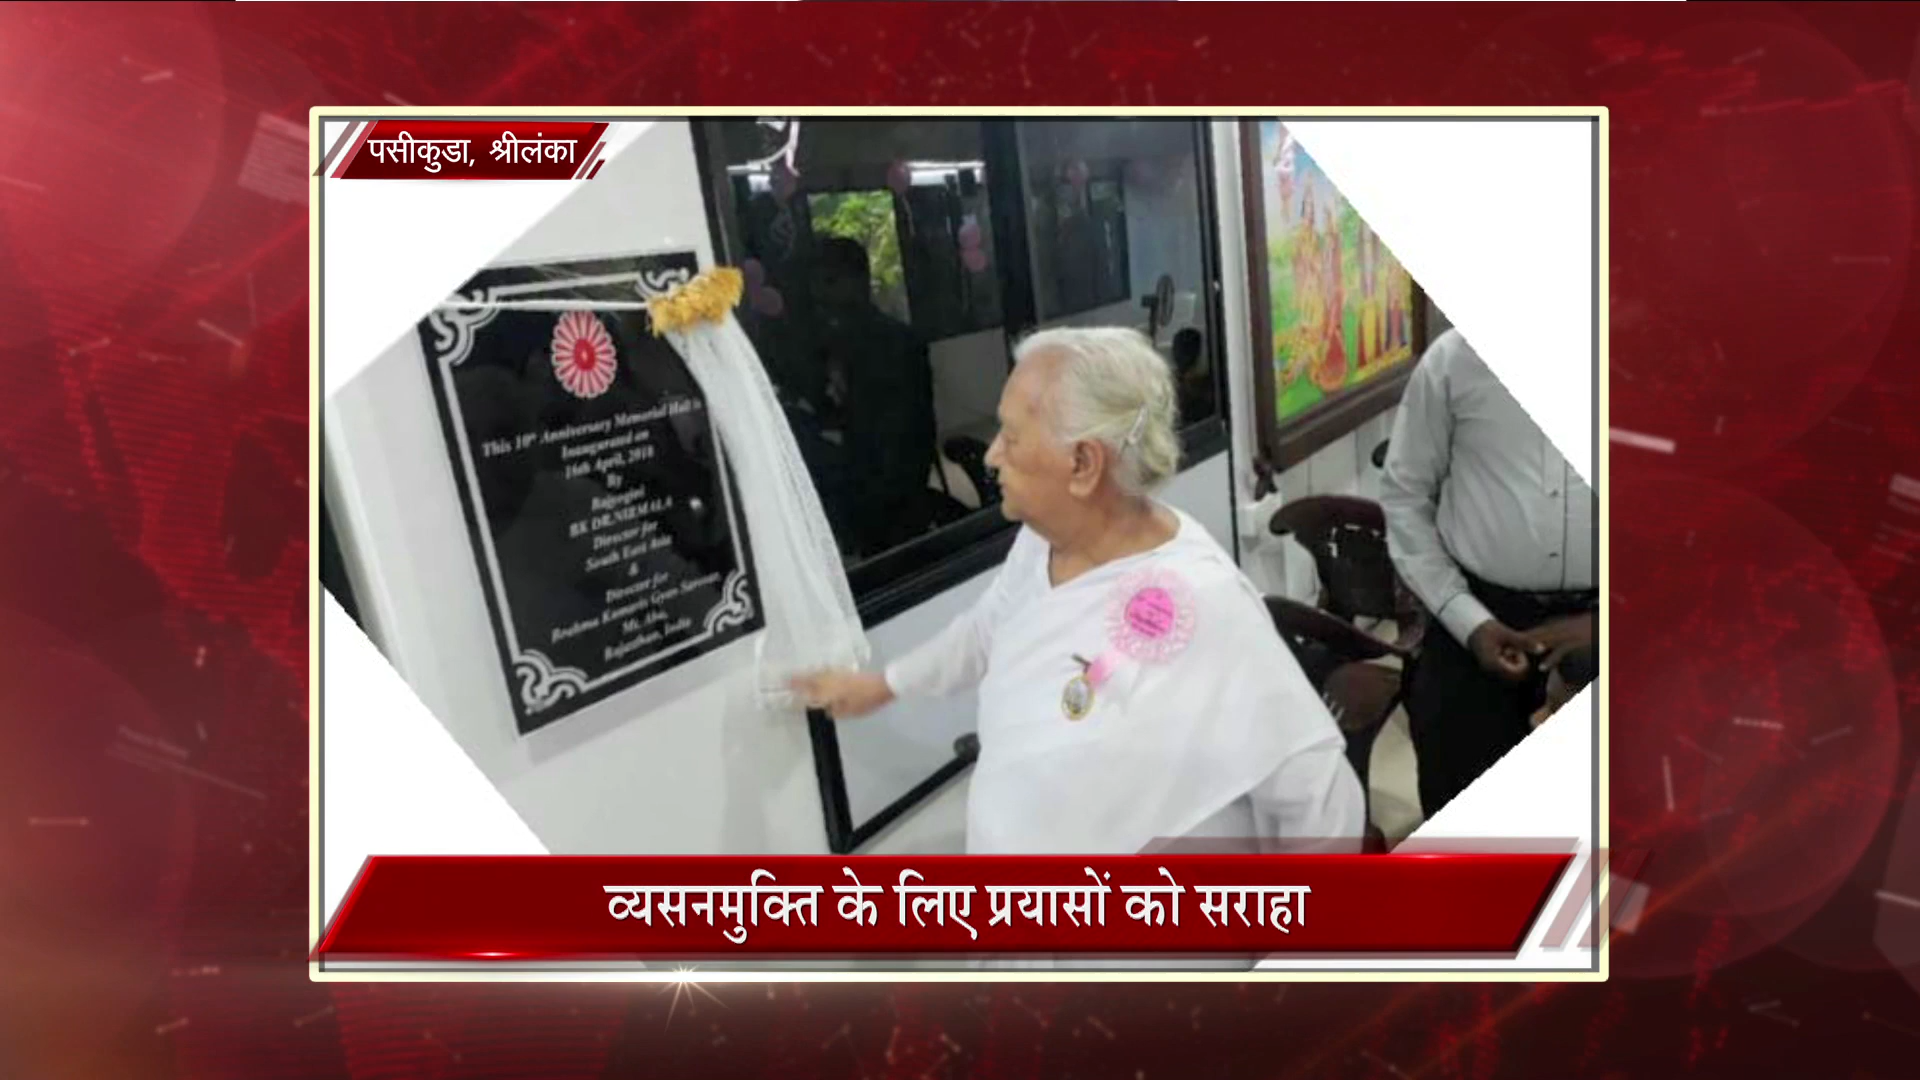 पसीकुडा, श्रीलंका
This 10th Anniversary Memorial Hall is
Inaugurated on
16th April, 2018
By
Rajyogini
BK DR.NIRMALA
Director for
South East Asia
&
Director for
Brahma Kumaris Gyan Sarovar,
Mt. Abu,
Rajasthan, India
व्यसनमुक्ति के लिए प्रयासों को सराहा